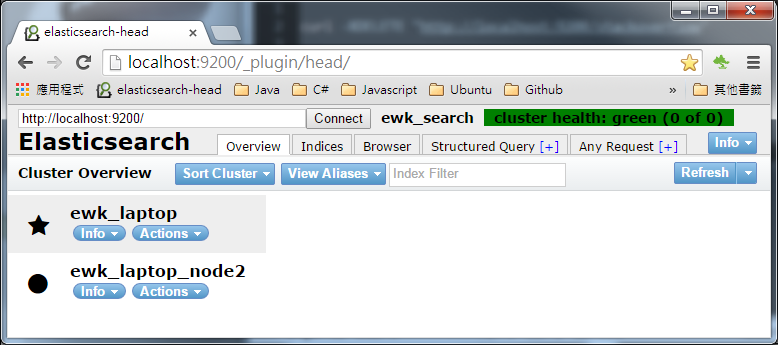 elasticsearch-head
localhost:9200/_plugin/head/
應用程式 elasticsearch-head Java C# Javascript Ubuntu Github » 其他書籤
http://localhost:9200/ Connect ewk_search cluster health: green (0 of 0)
Elasticsearch Overview Indices Browser Structured Query [+] Any Request [+] Info
Cluster Overview Sort Cluster View Aliases Index Filter Refresh
ewk_laptop
Info Actions
ewk_laptop_node2
Info Actions